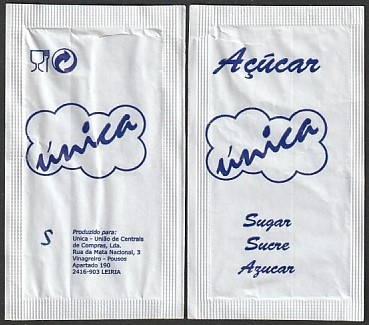 única
S
Produzido para:
Unica - União de Centrais
de Compras, Lda.
Rua da Mata Nacional, 3
Vinagreiro - Pousos
Apartado 190
2416-903 LEIRIA
Açúcar
única
Sugar
Sucre
Azucar